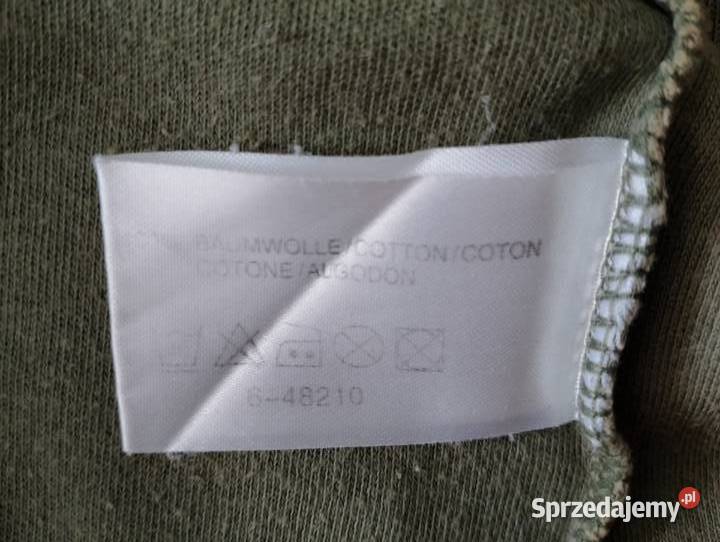 BAUMWOLLE/COTTON/COTON
COTONE/ALGODON
6-48210
Sprzedajemy.pl